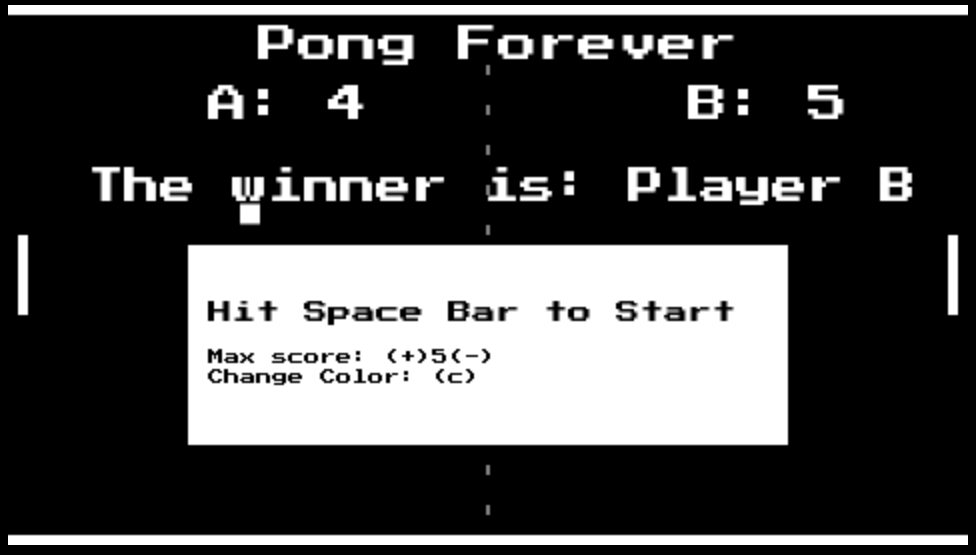 Pong Forever
A: 4 B: 5
The winner is: Player B
Hit Space Bar to Start
Max score: (+)5(-)
Change Color: (c)